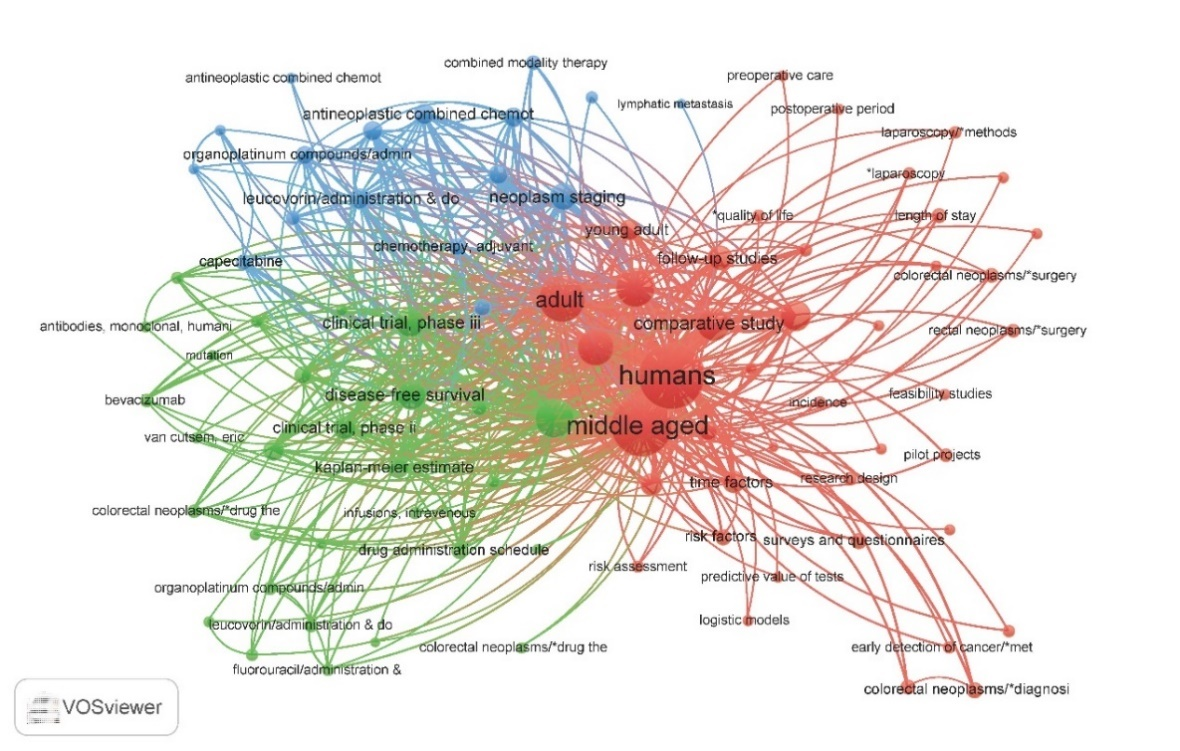 combined modality therapy
antineoplastic combined chemot
preoperative care
lymphatic metastasis
postoperative period
antineoplastic combined chemot
laparoscopy/*methods
organoplatinum compounds/admin
*laparoscopy
leucovorin/administration & do
neoplasm staging
*quality of life
length of stay
young adult
chemotherapy, adjuvant
follow-up studies
capecitabine
colorectal neoplasms/*surgery
adult
clinical trial, phase iii
comparative study
antibodies, monoclonal, humani
rectal neoplasms/*surgery
mutation
humans
disease-free survival
feasibility studies
bevacizumab
incidence
clinical trial, phase ii
middle aged
van cutsem, eric
pilot projects
kaplan-meier estimate
time factors
research design
colorectal neoplasms/*drug the
infusions, intravenous
risk factors
surveys and questionnaires
drug administration schedule
risk assessment
predictive value of tests
organoplatinum compounds/admin
leucovorin/administration & do
logistic models
colorectal neoplasms/*drug the
early detection of cancer/*met
fluorouracil/administration &
colorectal neoplasms/*diagnosi
VOSviewer